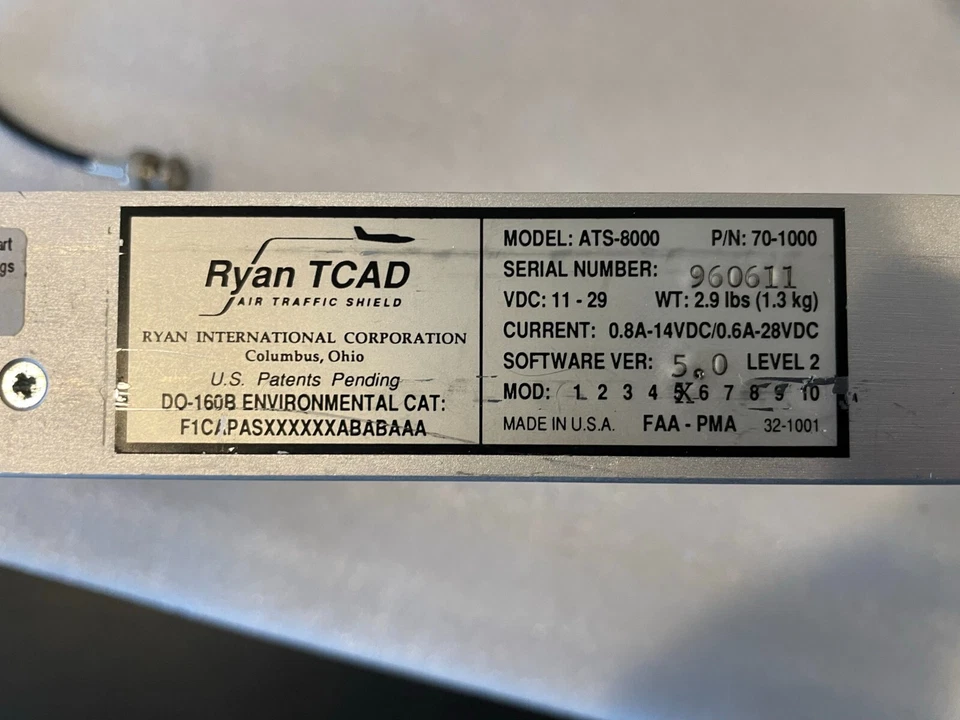 art
gs
Ryan TCAD
AIR TRAFFIC SHIELD
RYAN INTERNATIONAL CORPORATION
Columbus, Ohio
U.S. Patents Pending
DO-160B ENVIRONMENTAL CAT:
F1CAPASXXXXXXABABAAA
MODEL: ATS-8000 P/N: 70-1000
SERIAL NUMBER: 960611
VDC: 11 - 29 WT: 2.9 lbs (1.3 kg)
CURRENT: 0.8A-14VDC/0.6A-28VDC
SOFTWARE VER: 5.0 LEVEL 2
MOD: 1 2 3 4 5 6 7 8 9 10
MADE IN U.S.A. FAA - PMA 32-1001